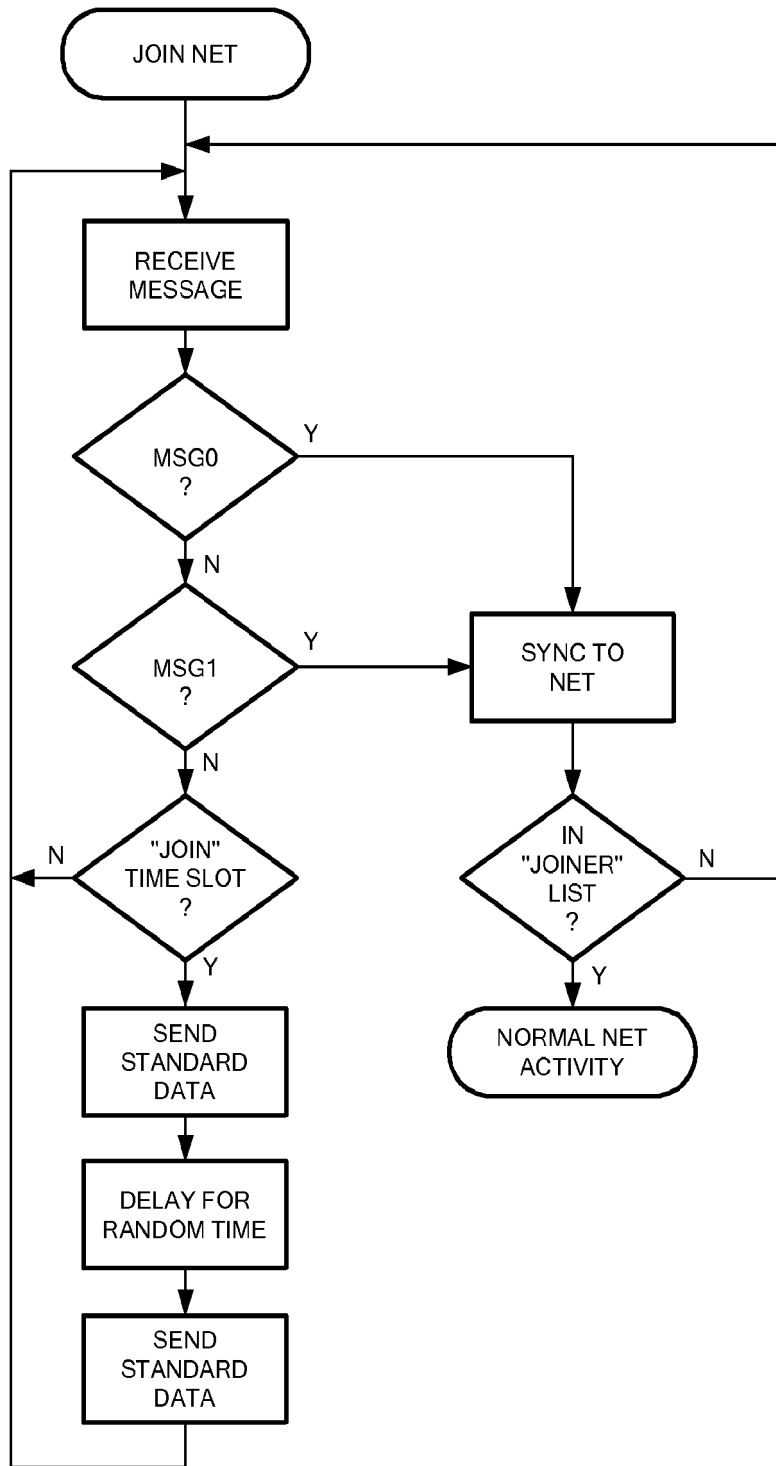 JOIN NET
RECEIVE
MESSAGE
MSG0
?
Y
N
MSG1
?
Y
N
SYNC TO
NET
"JOIN"
TIME SLOT
?
N
Y
IN
"JOINER"
LIST
?
N
Y
SEND
STANDARD
DATA
NORMAL NET
ACTIVITY
DELAY FOR
RANDOM TIME
SEND
STANDARD
DATA